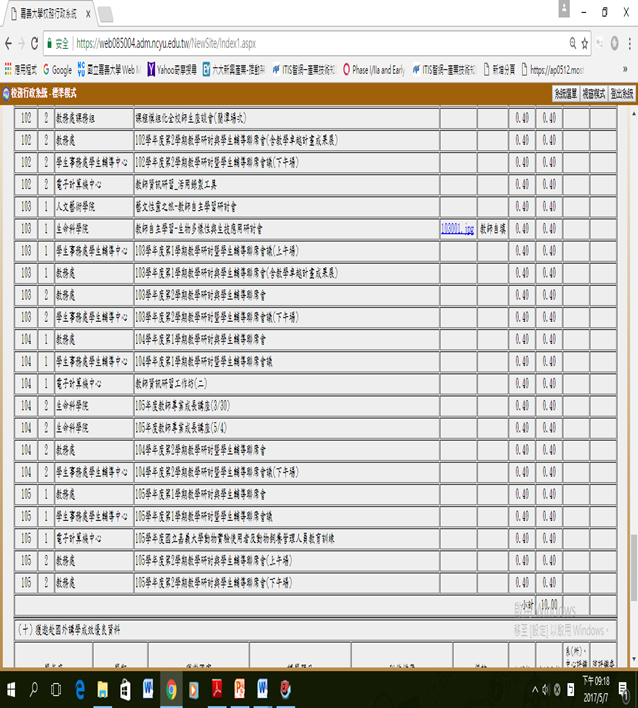 嘉義大學校務行政系統
安全 | https://web085004.adm.ncyu.edu.tw/NewSite/Index1.aspx
應用程式 Google 國立嘉義大學 Web M Yahoo奇摩搜尋 六大新興產業-推動架 ITIS智網－產業技術知 Phase I/IIa and Early ITIS智網－產業技術知 新增分頁 https://ap0512.most
校務行政系統 - 標準模式 系統選單 視窗模式 登出系統
102 2 教務處課務組 課程模組化全校師生座談會(蘭潭場次) 0.40 0.40
102 2 教務處 102學年度第2學期教學研討與學生輔導聯席會(含教學卓越計畫成果展) 0.40 0.40
102 2 學生事務處學生輔導中心 102學年度第2學期教學研討暨學生輔導聯席會議(下午場) 0.40 0.40
102 2 電子計算機中心 教師資訊研習_活用錄製工具 0.40 0.40
103 1 人文藝術學院 藝文性靈之旅-教師自主學習研討會 0.40 0.40
103 1 生命科學院 教師自主學習-生物多樣性與生技應用研討會 103001.jpg 教師自填 0.40 0.40
103 1 學生事務處學生輔導中心 103學年度第1學期教學研討暨學生輔導聯席會議(上午場) 0.40 0.40
103 1 教務處 103學年度第1學期教學研討與學生輔導聯席會(含教學卓越計畫成果展) 0.40 0.40
103 2 教務處 103學年度第2學期教學研討與學生輔導聯席會 0.40 0.40
103 2 學生事務處學生輔導中心 103學年度第2學期教學研討暨學生輔導聯席會議(下午場) 0.40 0.40
104 1 教務處 104學年度第1學期教學研討與學生輔導聯席會 0.40 0.40
104 1 學生事務處學生輔導中心 104學年度第1學期教學研討暨學生輔導聯席會議 0.40 0.40
104 1 電子計算機中心 教師資訊研習工作坊(二) 0.40 0.40
104 2 生命科學院 105年度教師專業成長講座(3/30) 0.40 0.40
104 2 生命科學院 105年度教師專業成長講座(5/4) 0.40 0.40
104 2 教務處 104學年度第2學期教學研討與學生輔導聯席會 0.40 0.40
104 2 學生事務處學生輔導中心 104學年度第2學期教學研討暨學生輔導聯席會議(下午場) 0.40 0.40
105 1 教務處 105學年度第1學期教學研討與學生輔導聯席會 0.40 0.40
105 1 學生事務處學生輔導中心 105學年度第1學期教學研討暨學生輔導聯席會議 0.40 0.40
105 1 電子計算機中心 105學年度國立嘉義大學動物實驗使用者及動物飼養管理人員教育訓練 0.40 0.40
105 2 教務處 105學年度第2學期教學研討與學生輔導聯席會(上午場) 0.40 0.40
105 2 教務處 105學年度第2學期教學研討與學生輔導聯席會(下午場) 0.40 0.40
小計 10.00
啟用 Windows
移至 [設定] 以啟用 Windows。
(十) 獲邀赴國外講學成效優良資料
系(所)、
下午 09:18
2017/5/7